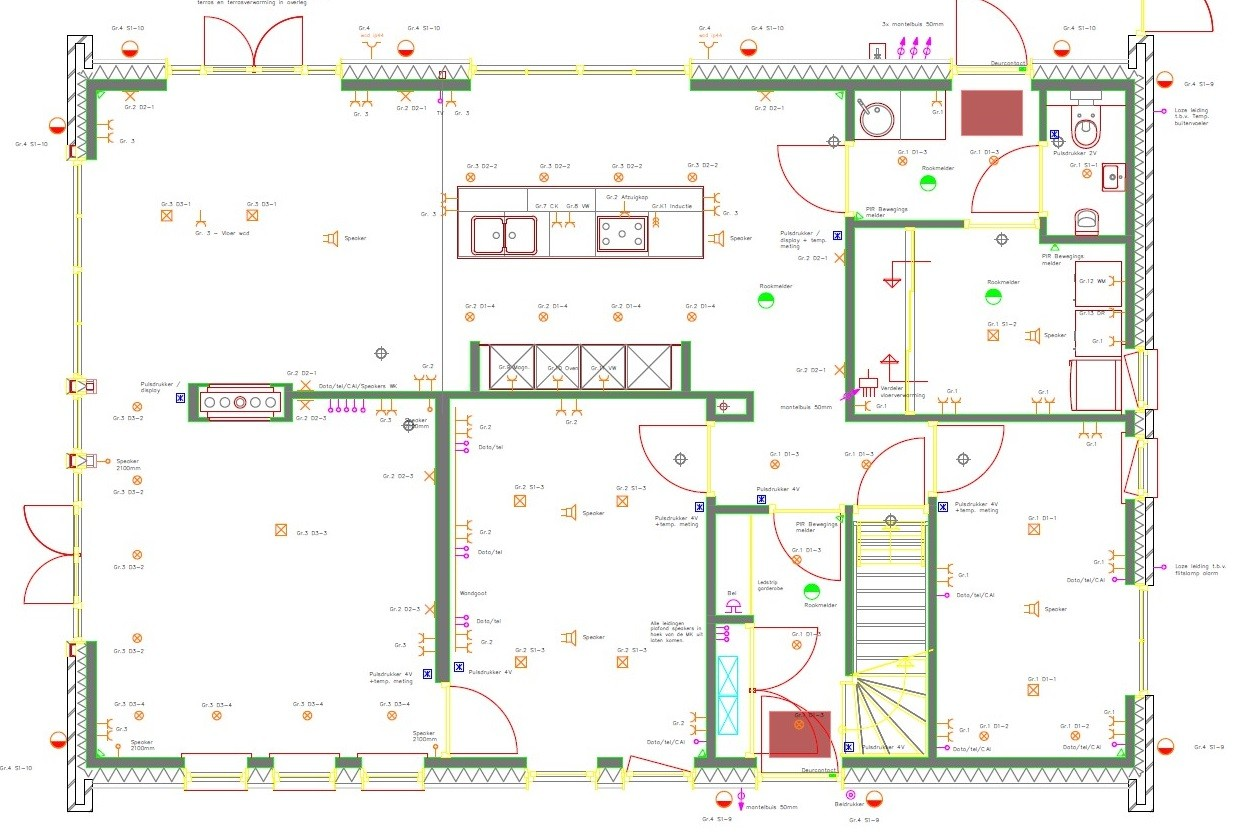 terras en terrasverwarming in overleg
Gr.4 S1-10
Gr.4
wcd ip44
Gr.4 S1-10
Gr.4
wcd ip44
Gr.4 S1-10
3x. mantelbuis 50mm
Gr.4 S1-10
Deurcontact
Gr.4 S1-9
Gr.2 D2-1
Gr. 3
Gr.2 D2-1
TV
Gr. 3
Gr.2 D2-1
Gr.1
Loze leiding
t.b.v. Temp.
buitenvoeler
Gr.4 S1-10
Gr. 3
Gr.1 D1-3
Gr.1 D1-3
Pulsdrukker 2V
Gr.1 S1-1
Rookmelder
Gr.3 D2-2
Gr.3 D2-2
Gr.3 D2-2
Gr.3 D2-2
Gr.3 D3-1
Gr.3 D3-1
Gr. 3 - Vloer wcd
Speaker
Gr. 3
Gr.7 CK
Gr.8 VW
Gr.2 Afzuigkap
Gr.K1 Inductie
Gr. 3
Speaker
PIR Bewegings
melder
Pulsdrukker /
display + temp.
meting
Gr.2 D2-1
PIR Bewegings
melder
Gr.12 WM
Rookmelder
Rookmelder
Gr.13 DR
Gr.2 D1-4
Gr.2 D1-4
Gr.2 D1-4
Gr.2 D1-4
Gr.1 S1-2
Speaker
Gr.1
Gr.2 D2-1
Data/tel/CAI/Speakers MK
Gr.2
Gr.2 D2-1
Pulsdrukker /
display
Verdeler
vloerverwarming
mantelbuis 50mm
Gr.1
Gr.1
Gr.1
Gr.3 D3-2
Gr.2 D2-3
Gr.3
Speaker
Gr.2
Gr.2
Gr.1
Data/tel
Speaker
2100mm
Gr.3 D3-2
Gr.2 D2-1
Gr.1 D1-3
Gr.1 D1-3
Gr.2 S1-3
Gr.2 S1-3
Speaker
Pulsdrukker 4V
Pulsdrukker 4V
+temp. meting
Pulsdrukker 4V
+temp. meting
PIR Bewegings
melder
Gr.1 D1-1
Gr.3 D3-3
Gr.2
Data/tel
Gr.1 D1-3
Gr.3 D3-2
Gr.1
Gr.1
Data/tel/CAI
Data/tel/CAI
Loze leiding t.b.v.
flitslamp alarm
Wandgoot
Bel
Ledstrip
garderobe
Rookmelder
Gr.2 D2-3
Speaker
Data/tel
Alle leidingen
plafond speakers in
hoek van de MK uit
laten komen
Gr.3
Gr.2
Speaker
Gr.1 D1-3
Gr.3 D3-2
Gr.2 S1-3
Gr.2 S1-3
Pulsdrukker 4V
+temp. meting
Pulsdrukker 4V
Gr.1
Gr.3 D3-4
Gr.3 D3-4
Gr.3 D3-4
Gr.3 D3-4
Gr.3
Speaker
2100mm
Speaker
2100mm
Gr.2
Data/tel/CAI
Gr.1 D1-3
Pulsdrukker 4V
Gr.1
Gr.1 D1-2
Gr.1 D1-2
Gr.1
Data/tel/CAI
Data/tel/CAI
Gr.4 S1-9
Gr.4 S1-10
Deurcontact
mantelbuis 50mm
Beldrukker
Gr.4 S1-9
Gr.4 S1-9